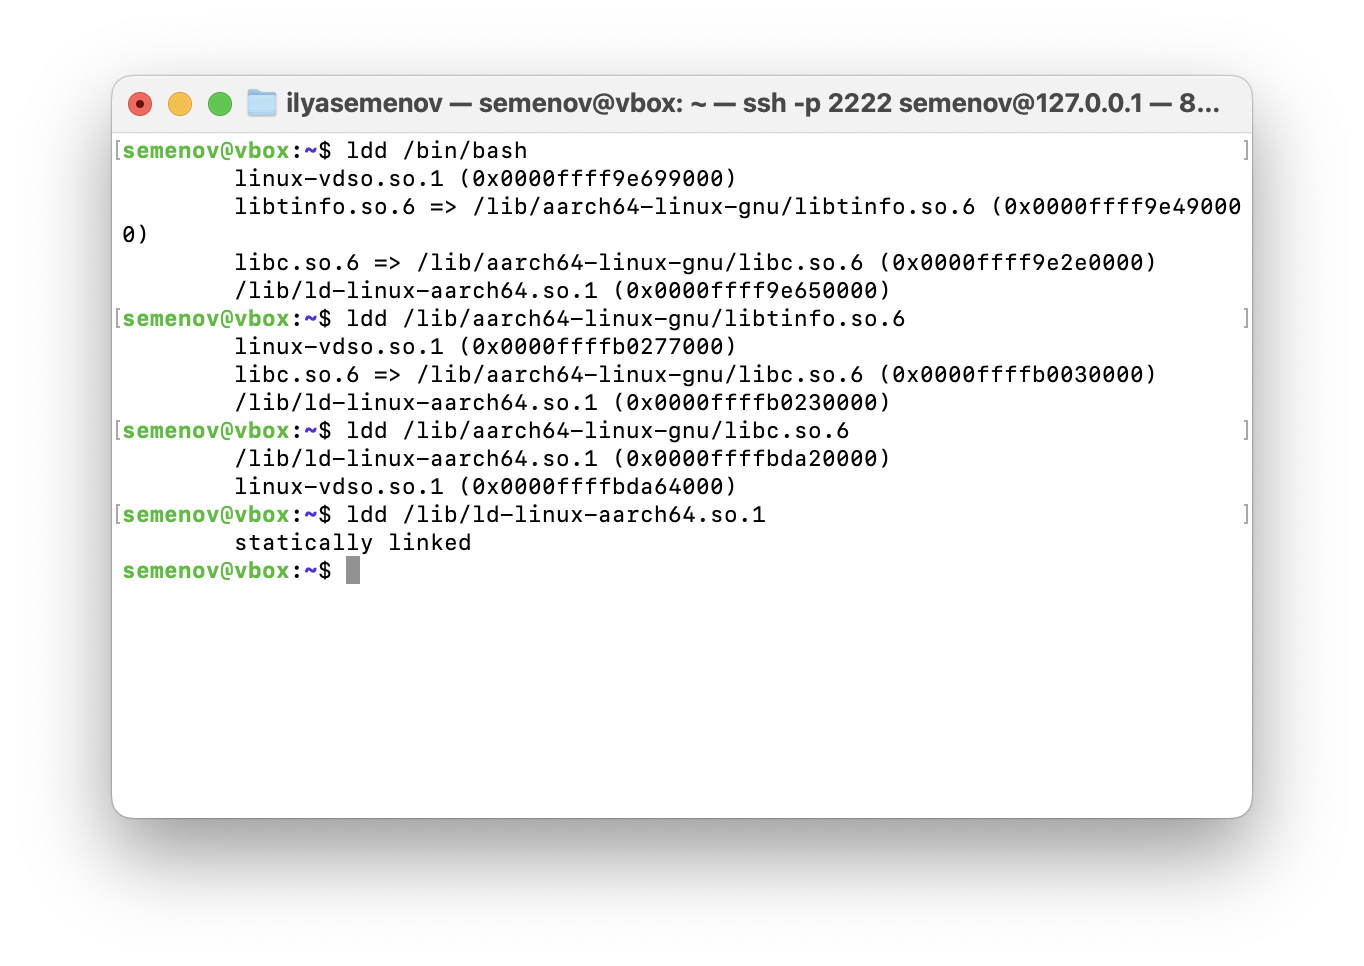 ilyasemenov — semenov@vbox: ~ — ssh -p 2222 semenov@127.0.0.1 — 8...
[semenov@vbox:~$ ldd /bin/bash ]
linux-vdso.so.1 (0x0000ffff9e699000)
libtinfo.so.6 => /lib/aarch64-linux-gnu/libtinfo.so.6 (0x0000ffff9e49000
0)
libc.so.6 => /lib/aarch64-linux-gnu/libc.so.6 (0x0000ffff9e2e0000)
/lib/ld-linux-aarch64.so.1 (0x0000ffff9e650000)
[semenov@vbox:~$ ldd /lib/aarch64-linux-gnu/libtinfo.so.6 ]
linux-vdso.so.1 (0x0000ffffb0277000)
libc.so.6 => /lib/aarch64-linux-gnu/libc.so.6 (0x0000ffffb0030000)
/lib/ld-linux-aarch64.so.1 (0x0000ffffb0230000)
[semenov@vbox:~$ ldd /lib/aarch64-linux-gnu/libc.so.6 ]
/lib/ld-linux-aarch64.so.1 (0x0000ffffbda20000)
linux-vdso.so.1 (0x0000ffffbda64000)
[semenov@vbox:~$ ldd /lib/ld-linux-aarch64.so.1 ]
statically linked
semenov@vbox:~$